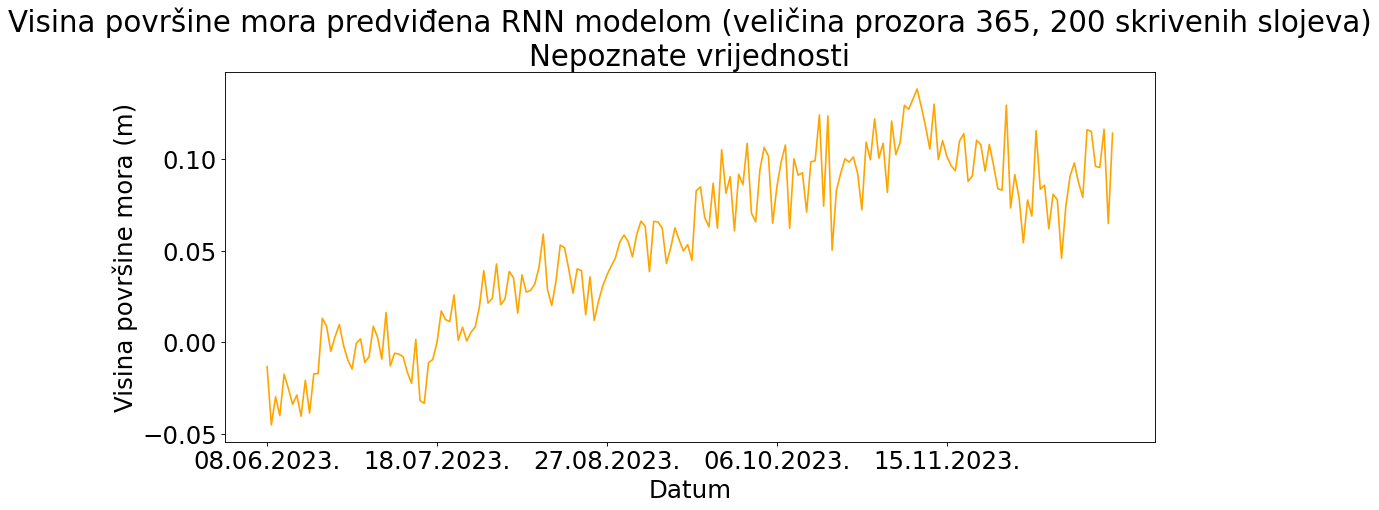 Visina površine mora predviđena RNN modelom (veličina prozora 365, 200 skrivenih slojeva)
Nepoznate vrijednosti
Visina površine mora (m)
0.10
0.05
0.00
−0.05
08.06.2023. 18.07.2023. 27.08.2023. 06.10.2023. 15.11.2023.
Datum